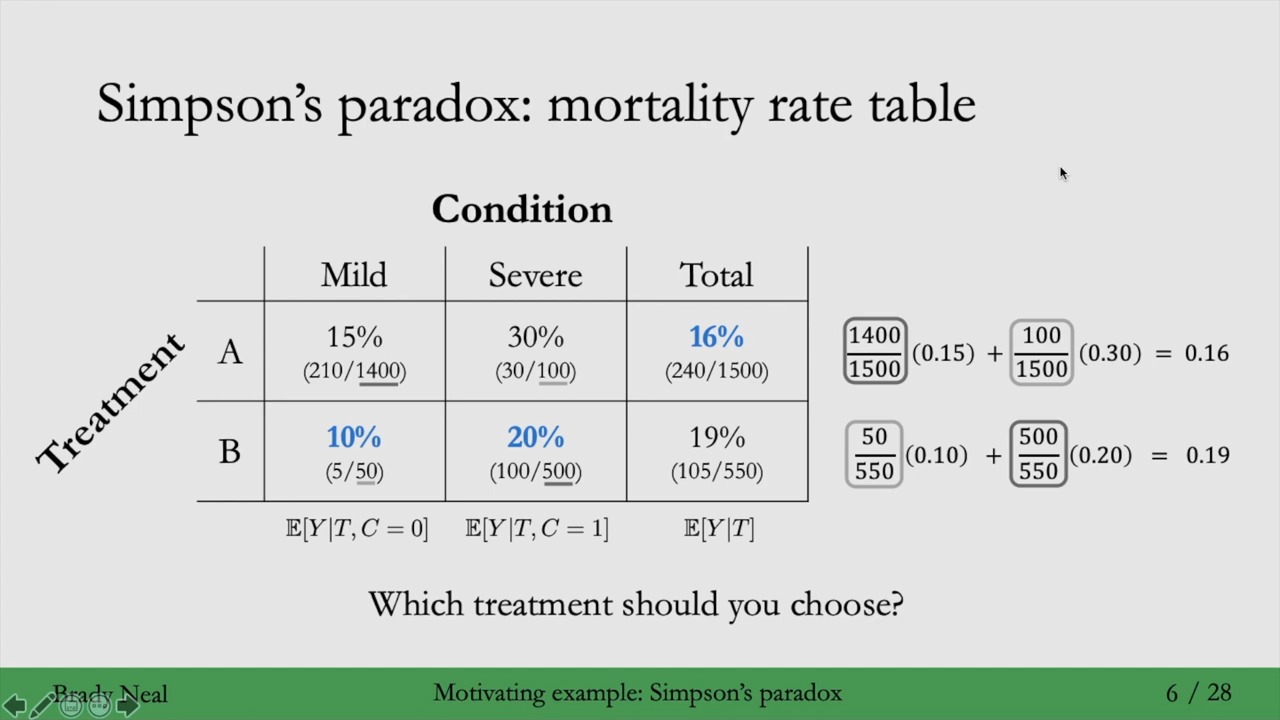 Simpson's paradox: mortality rate table
Condition
Treatment
Mild Severe Total
A 15% 30% 16%
(210/1400) (30/100) (240/1500)
B 10% 20% 19%
(5/50) (100/500) (105/550)
𝔼[Y|T, C = 0] 𝔼[Y|T, C = 1] 𝔼[Y|T]
1400/1500 (0.15) + 100/1500 (0.30) = 0.16
50/550 (0.10) + 500/550 (0.20) = 0.19
Which treatment should you choose?
Brady Neal Motivating example: Simpson's paradox 6 / 28